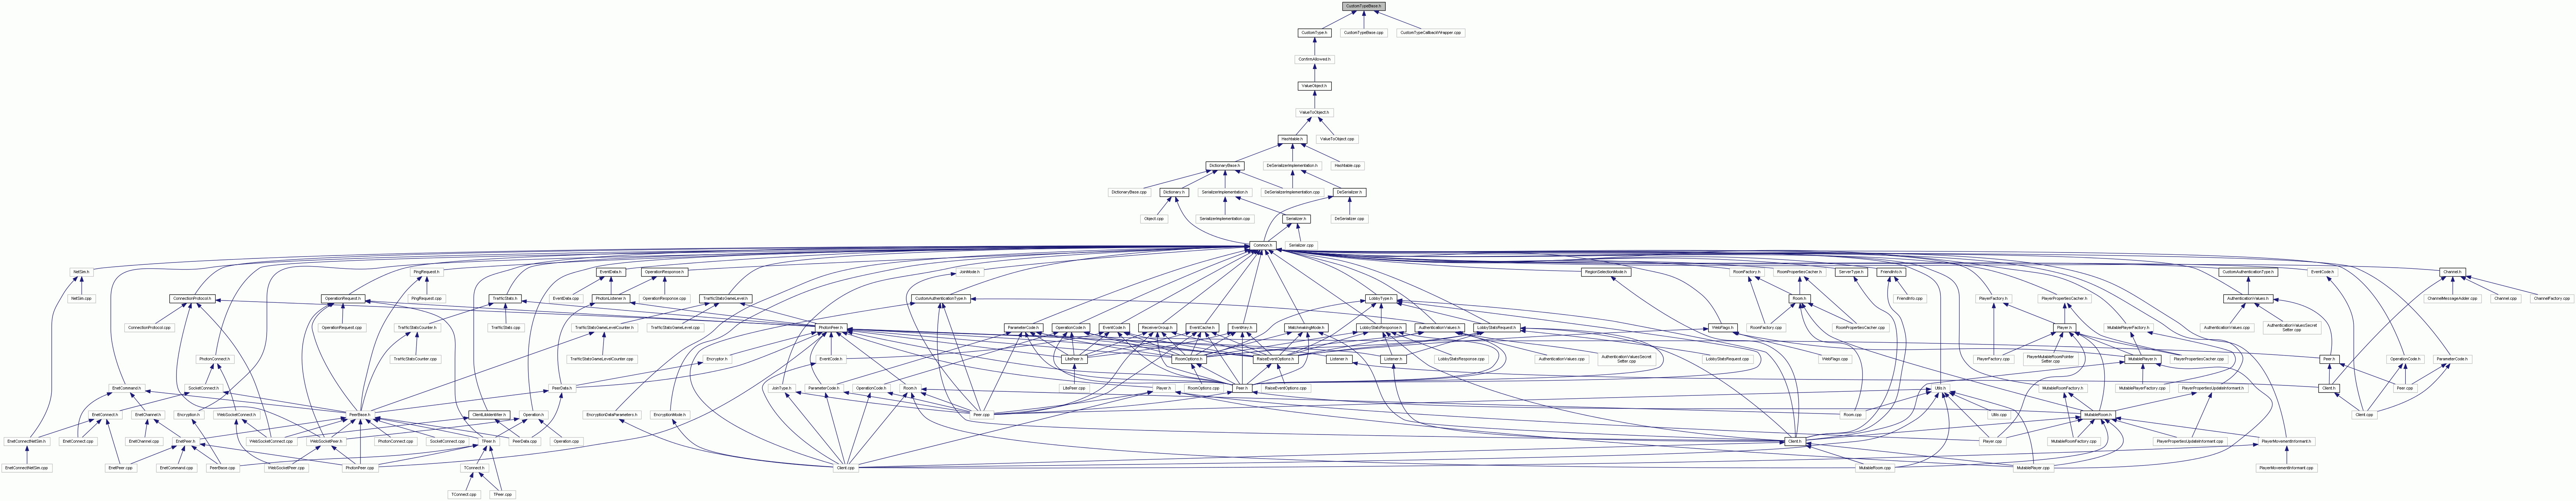 CustomTypeBase.h
CustomType.h
CustomTypeBase.cpp
CustomTypeCallbackWrapper.cpp
ConfirmAllowed.h
ValueObject.h
ValueToObject.h
Hashtable.h
ValueToObject.cpp
DictionaryBase.h
DeSerializerImplementation.h
Hashtable.cpp
DictionaryBase.cpp
Dictionary.h
SerializerImplementation.h
DeSerializerImplementation.cpp
DeSerializer.h
Object.cpp
SerializerImplementation.cpp
Serializer.h
DeSerializer.cpp
Common.h
Serializer.cpp
NetSim.h
PingRequest.h
EventData.h
OperationResponse.h
JoinMode.h
RegionSelectionMode.h
RoomFactory.h
RoomPropertiesCacher.h
ServerType.h
FriendInfo.h
CustomAuthenticationType.h
EventCode.h
Channel.h
NetSim.cpp
ConnectionProtocol.h
OperationRequest.h
PingRequest.cpp
TrafficStats.h
EventData.cpp
PhotonListener.h
OperationResponse.cpp
TrafficStatsGameLevel.h
CustomAuthenticationType.h
LobbyType.h
Room.h
FriendInfo.cpp
PlayerFactory.h
PlayerPropertiesCacher.h
AuthenticationValues.h
ChannelMessageAdder.cpp
Channel.cpp
ChannelFactory.cpp
ConnectionProtocol.cpp
OperationRequest.cpp
TrafficStatsCounter.h
TrafficStats.cpp
TrafficStatsGameLevelCounter.h
TrafficStatsGameLevel.cpp
PhotonPeer.h
ParameterCode.h
OperationCode.h
EventCode.h
ReceiverGroup.h
EventCache.h
EventKey.h
MatchmakingMode.h
LobbyStatsResponse.h
AuthenticationValues.h
LobbyStatsRequest.h
WebFlags.h
RoomFactory.cpp
RoomPropertiesCacher.cpp
Player.h
MutablePlayerFactory.h
AuthenticationValues.cpp
AuthenticationValuesSecret
Setter.cpp
PhotonConnect.h
TrafficStatsCounter.cpp
TrafficStatsGameLevelCounter.cpp
Encryptor.h
EventCode.h
LitePeer.h
RoomOptions.h
RaiseEventOptions.h
Listener.h
Listener.h
LobbyStatsResponse.cpp
AuthenticationValues.cpp
AuthenticationValuesSecret
Setter.cpp
LobbyStatsRequest.cpp
WebFlags.cpp
PlayerFactory.cpp
PlayerMutableRoomPointer
Setter.cpp
MutablePlayer.h
PlayerPropertiesCacher.cpp
Peer.h
OperationCode.h
ParameterCode.h
EnetCommand.h
SocketConnect.h
PeerData.h
JoinType.h
ParameterCode.h
OperationCode.h
Room.h
LitePeer.cpp
Player.h
RoomOptions.cpp
Peer.h
RaiseEventOptions.cpp
Utils.h
MutableRoomFactory.h
MutablePlayerFactory.cpp
PlayerPropertiesUpdateInformant.h
Client.h
Peer.cpp
EnetConnect.h
EnetChannel.h
Encryption.h
WebSocketConnect.h
PeerBase.h
ClientLibIdentifier.h
Operation.h
EncryptionDataParameters.h
EncryptionMode.h
Peer.cpp
Room.cpp
Utils.cpp
MutableRoom.h
Client.cpp
EnetConnectNetSim.h
EnetConnect.cpp
EnetChannel.cpp
EnetPeer.h
WebSocketConnect.cpp
WebSocketPeer.h
PhotonConnect.cpp
SocketConnect.cpp
TPeer.h
PeerData.cpp
Operation.cpp
Client.h
Player.cpp
MutableRoomFactory.cpp
PlayerPropertiesUpdateInformant.cpp
PlayerMovementInformant.h
EnetConnectNetSim.cpp
EnetPeer.cpp
EnetCommand.cpp
PeerBase.cpp
WebSocketPeer.cpp
PhotonPeer.cpp
TConnect.h
Client.cpp
MutableRoom.cpp
MutablePlayer.cpp
PlayerMovementInformant.cpp
TConnect.cpp
TPeer.cpp